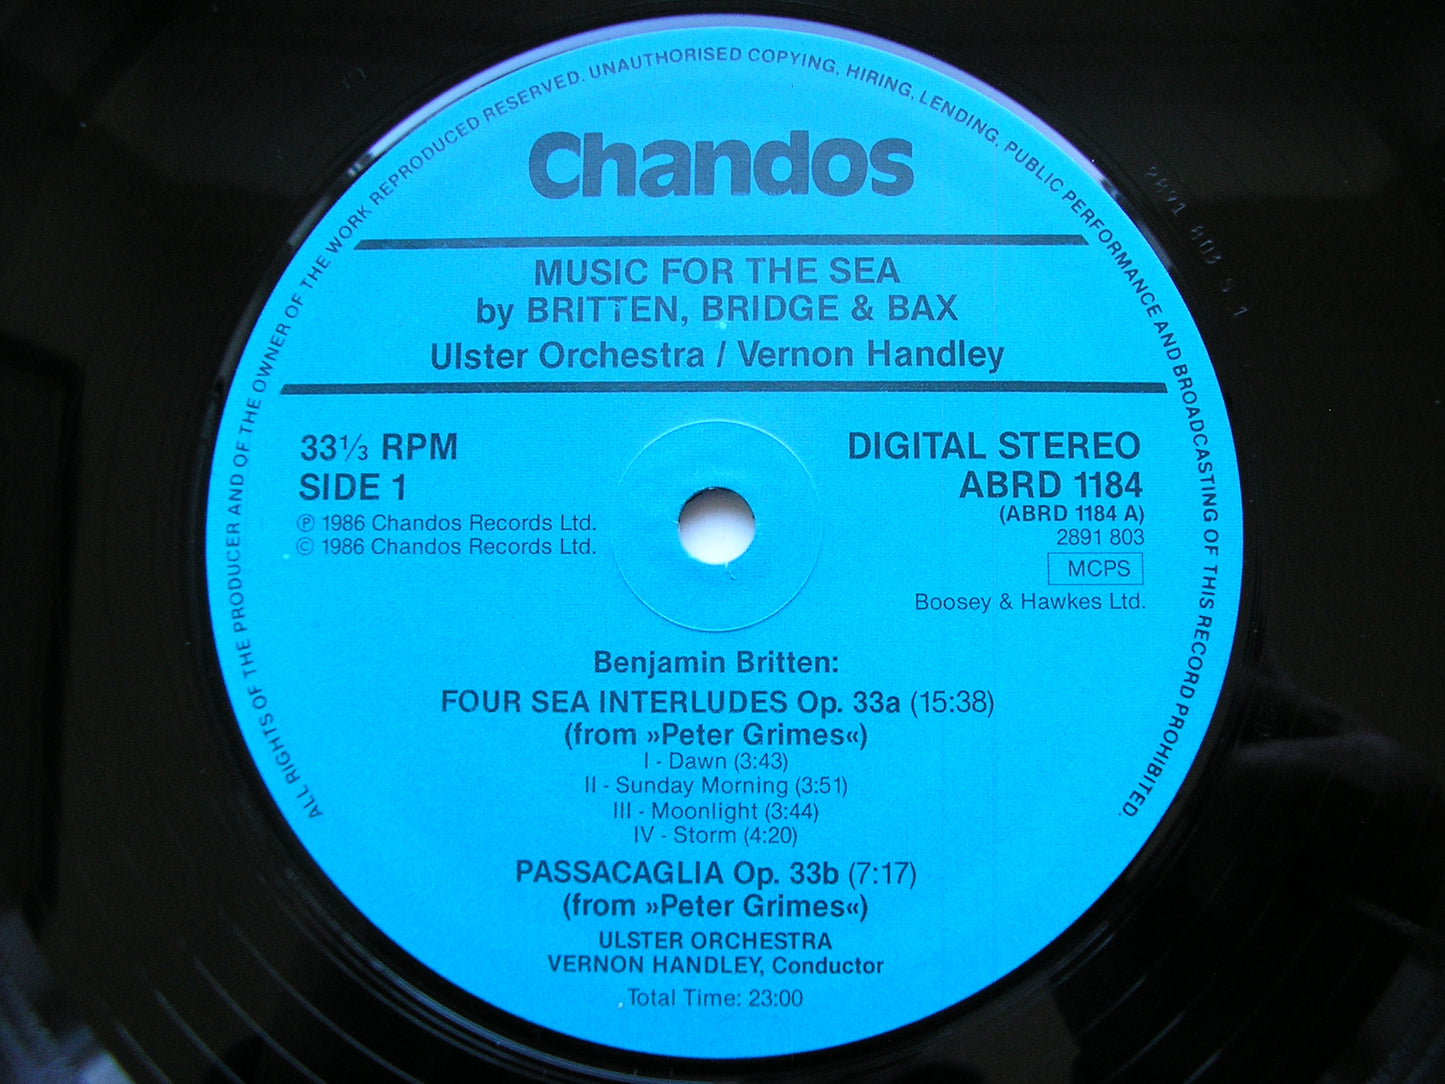 ALL RIGHTS OF THE PRODUCER AND OF THE OWNER OF THE WORK REPRODUCED RESERVED. UNAUTHORISED COPYING, HIRING, LENDING, PUBLIC PERFORMANCE AND BROADCASTING OF THIS RECORD PROHIBITED.
Chandos
MUSIC FOR THE SEA
by BRITTEN, BRIDGE & BAX
Ulster Orchestra / Vernon Handley
33⅓ RPM
SIDE 1
℗ 1986 Chandos Records Ltd.
© 1986 Chandos Records Ltd.
DIGITAL STEREO
ABRD 1184
(ABRD 1184 A)
2891 803
MCPS
Boosey & Hawkes Ltd.
Benjamin Britten:
FOUR SEA INTERLUDES Op. 33a (15:38)
(from »Peter Grimes«)
I - Dawn (3:43)
II - Sunday Morning (3:51)
III - Moonlight (3:44)
IV - Storm (4:20)
PASSACAGLIA Op. 33b (7:17)
(from »Peter Grimes«)
ULSTER ORCHESTRA
VERNON HANDLEY, Conductor
Total Time: 23:00